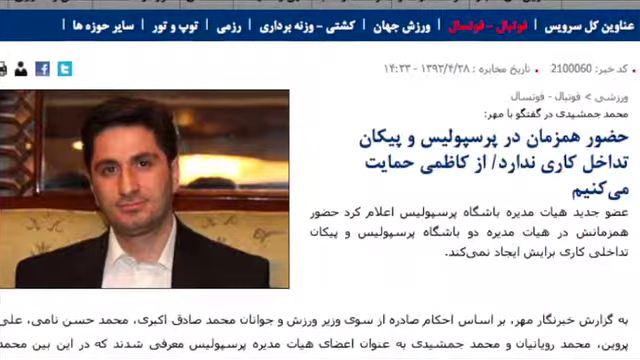 عناوین کل سرویس | فوتبال - فوتسال | ورزش جهان | کشتی - وزنه برداری | رزمی | توپ و تور | سایر حوزه ها |
کد خبر: 2100060 • تاریخ مخابره : ۱۳۹۲/۴/۲۸ - ۱۴:۲۳
ورزشی > فوتبال - فوتسال
محمد جمشیدی در گفتگو با مهر:
حضور همزمان در پرسپولیس و پیکان
تداخل کاری ندارد/ از کاظمی حمایت
می‌کنیم
عضو جدید هیات مدیره باشگاه پرسپولیس اعلام کرد حضور
همزمانش در هیات مدیره دو باشگاه پرسپولیس و پیکان
تداخلی کاری برایش ایجاد نمی‌کند.
به گزارش خبرنگار مهر، بر اساس احکام صادره از سوی وزیر ورزش و جوانان محمد صادق اکبری، محمد حسن نامی، علی
پروین، محمد رویانیان و محمد جمشیدی به عنوان اعضای هیات مدیره پرسپولیس معرفی شدند که در این بین محمد